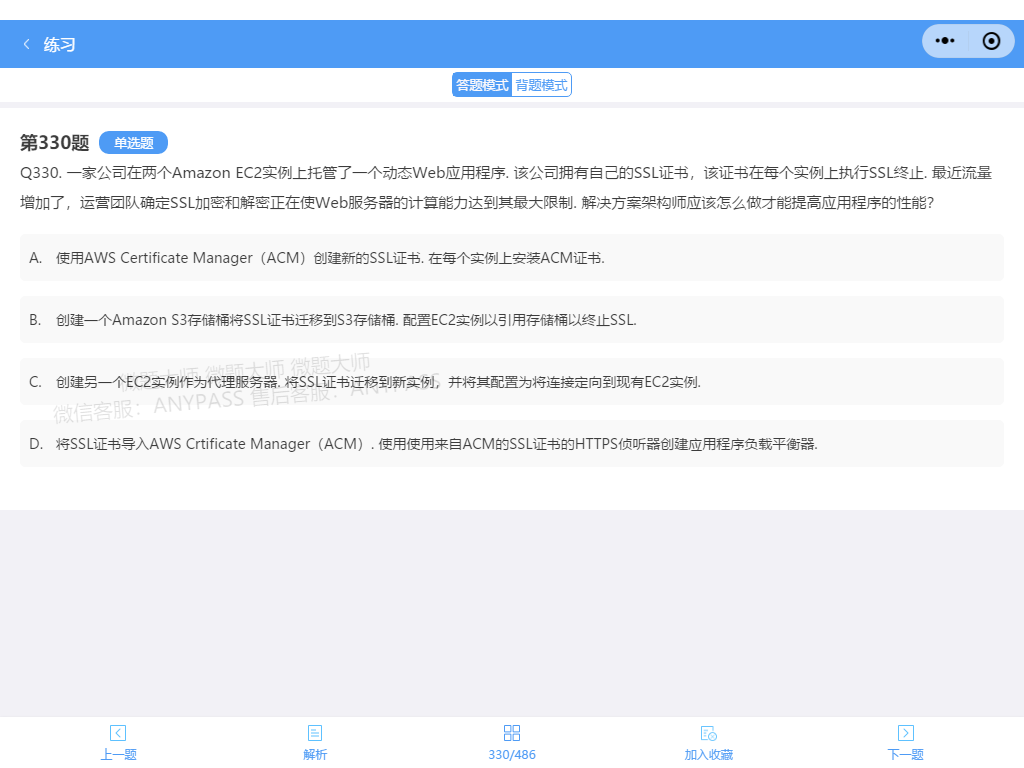 练习
答题模式 背题模式
第330题 单选题
Q330. 一家公司在两个Amazon EC2实例上托管了一个动态Web应用程序. 该公司拥有自己的SSL证书，该证书在每个实例上执行SSL终止. 最近流量
增加了，运营团队确定SSL加密和解密正在使Web服务器的计算能力达到其最大限制. 解决方案架构师应该怎么做才能提高应用程序的性能?
A. 使用AWS Certificate Manager（ACM）创建新的SSL证书. 在每个实例上安装ACM证书.
B. 创建一个Amazon S3存储桶将SSL证书迁移到S3存储桶. 配置EC2实例以引用存储桶以终止SSL.
微题大师 微题大师 微题大师
C. 创建另一个EC2实例作为代理服务器. 将SSL证书迁移到新实例，并将其配置为将连接定向到现有EC2实例.
微信客服：ANYPASS 售后客服：ANYPASS
D. 将SSL证书导入AWS Crtificate Manager（ACM）. 使用使用来自ACM的SSL证书的HTTPS侦听器创建应用程序负载平衡器.
上一题 解析 330/486 加入收藏 下一题